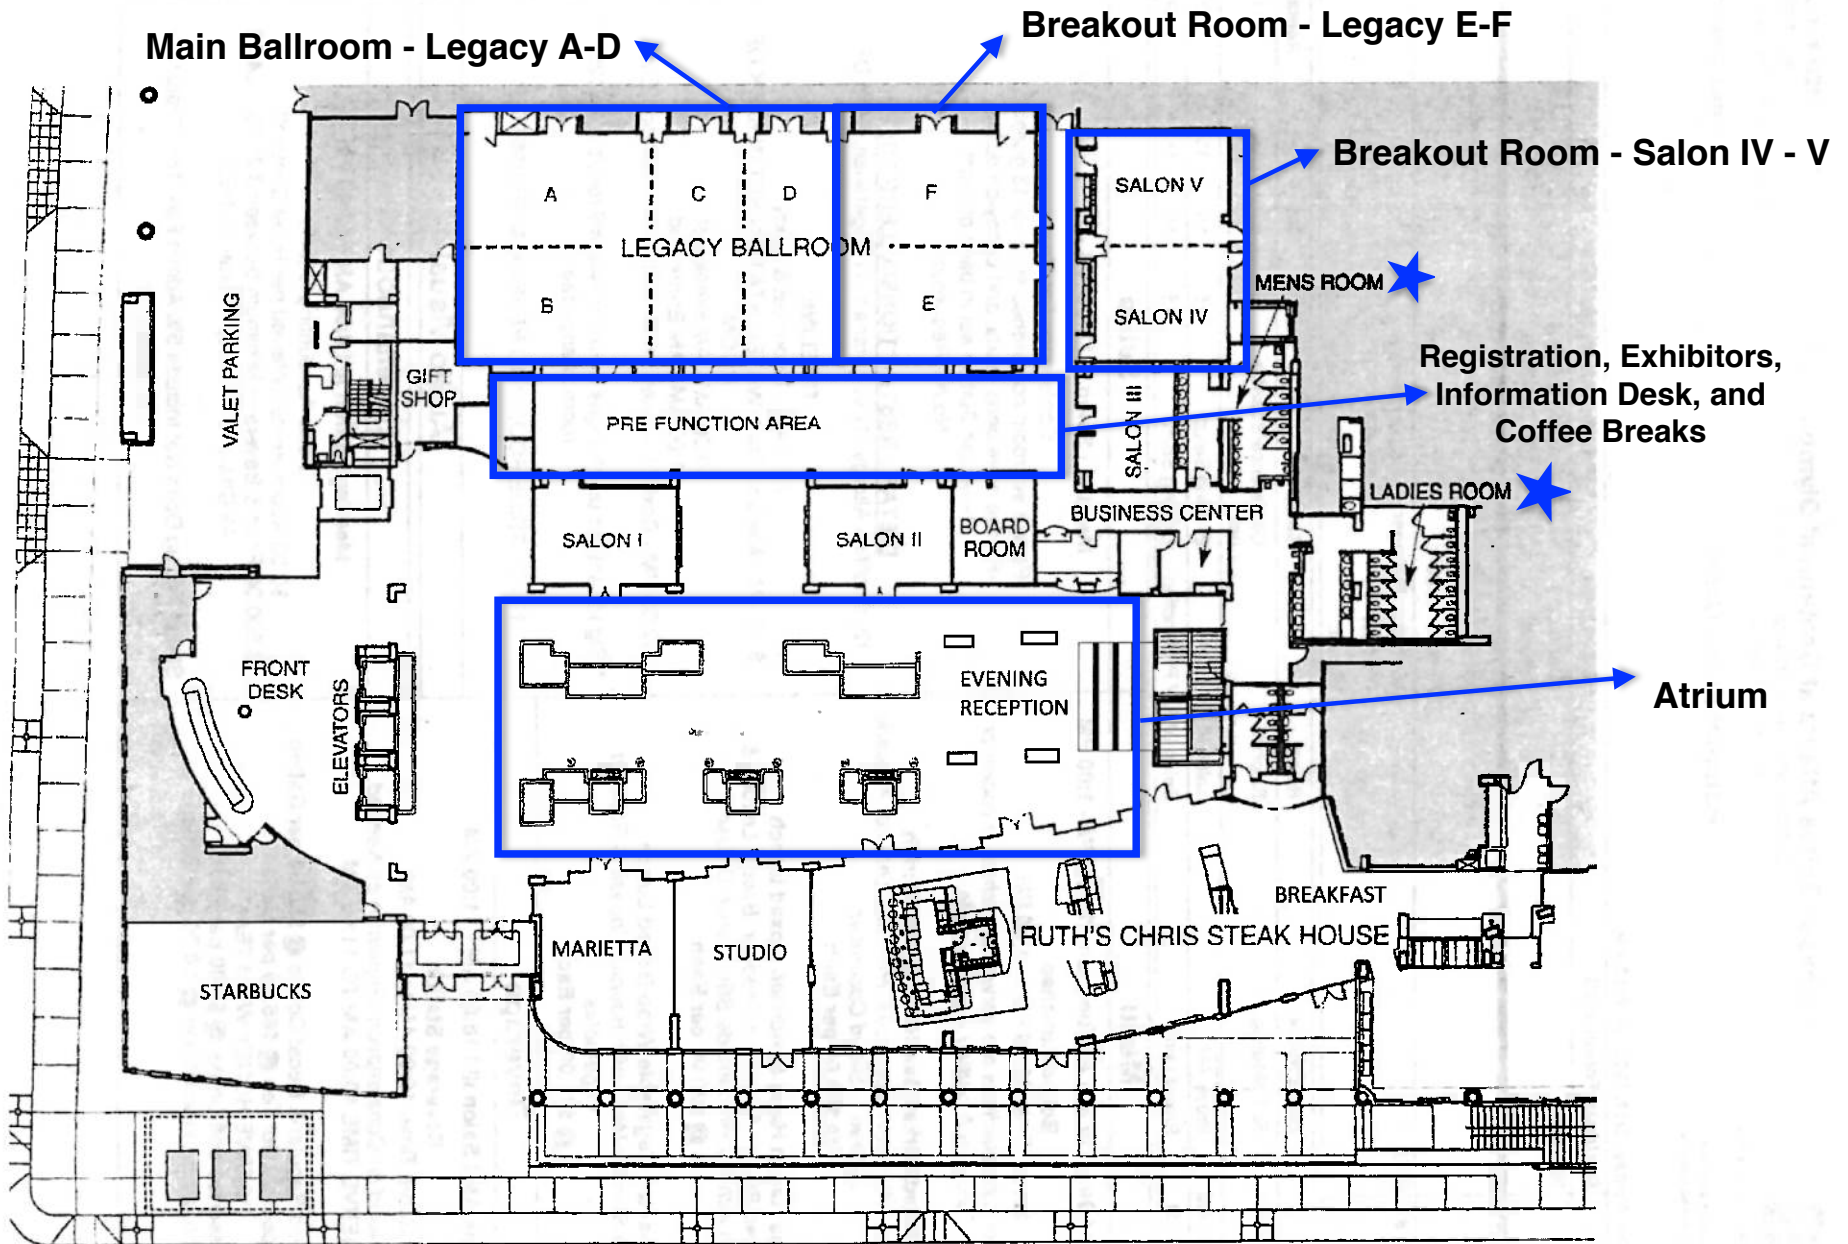 Main Ballroom - Legacy A-D
Breakout Room - Legacy E-F
Breakout Room - Salon IV - V
A
C
D
F
SALON V
LEGACY BALLROOM
B
E
SALON IV
MENS ROOM
VALET PARKING
GIFT
SHOP
PRE FUNCTION AREA
SALON III
Registration, Exhibitors,
Information Desk, and
Coffee Breaks
LADIES ROOM
SALON I
SALON II
BOARD
ROOM
BUSINESS CENTER
FRONT
DESK
ELEVATORS
EVENING
RECEPTION
Atrium
MARIETTA
STUDIO
BREAKFAST
RUTH'S CHRIS STEAK HOUSE
STARBUCKS